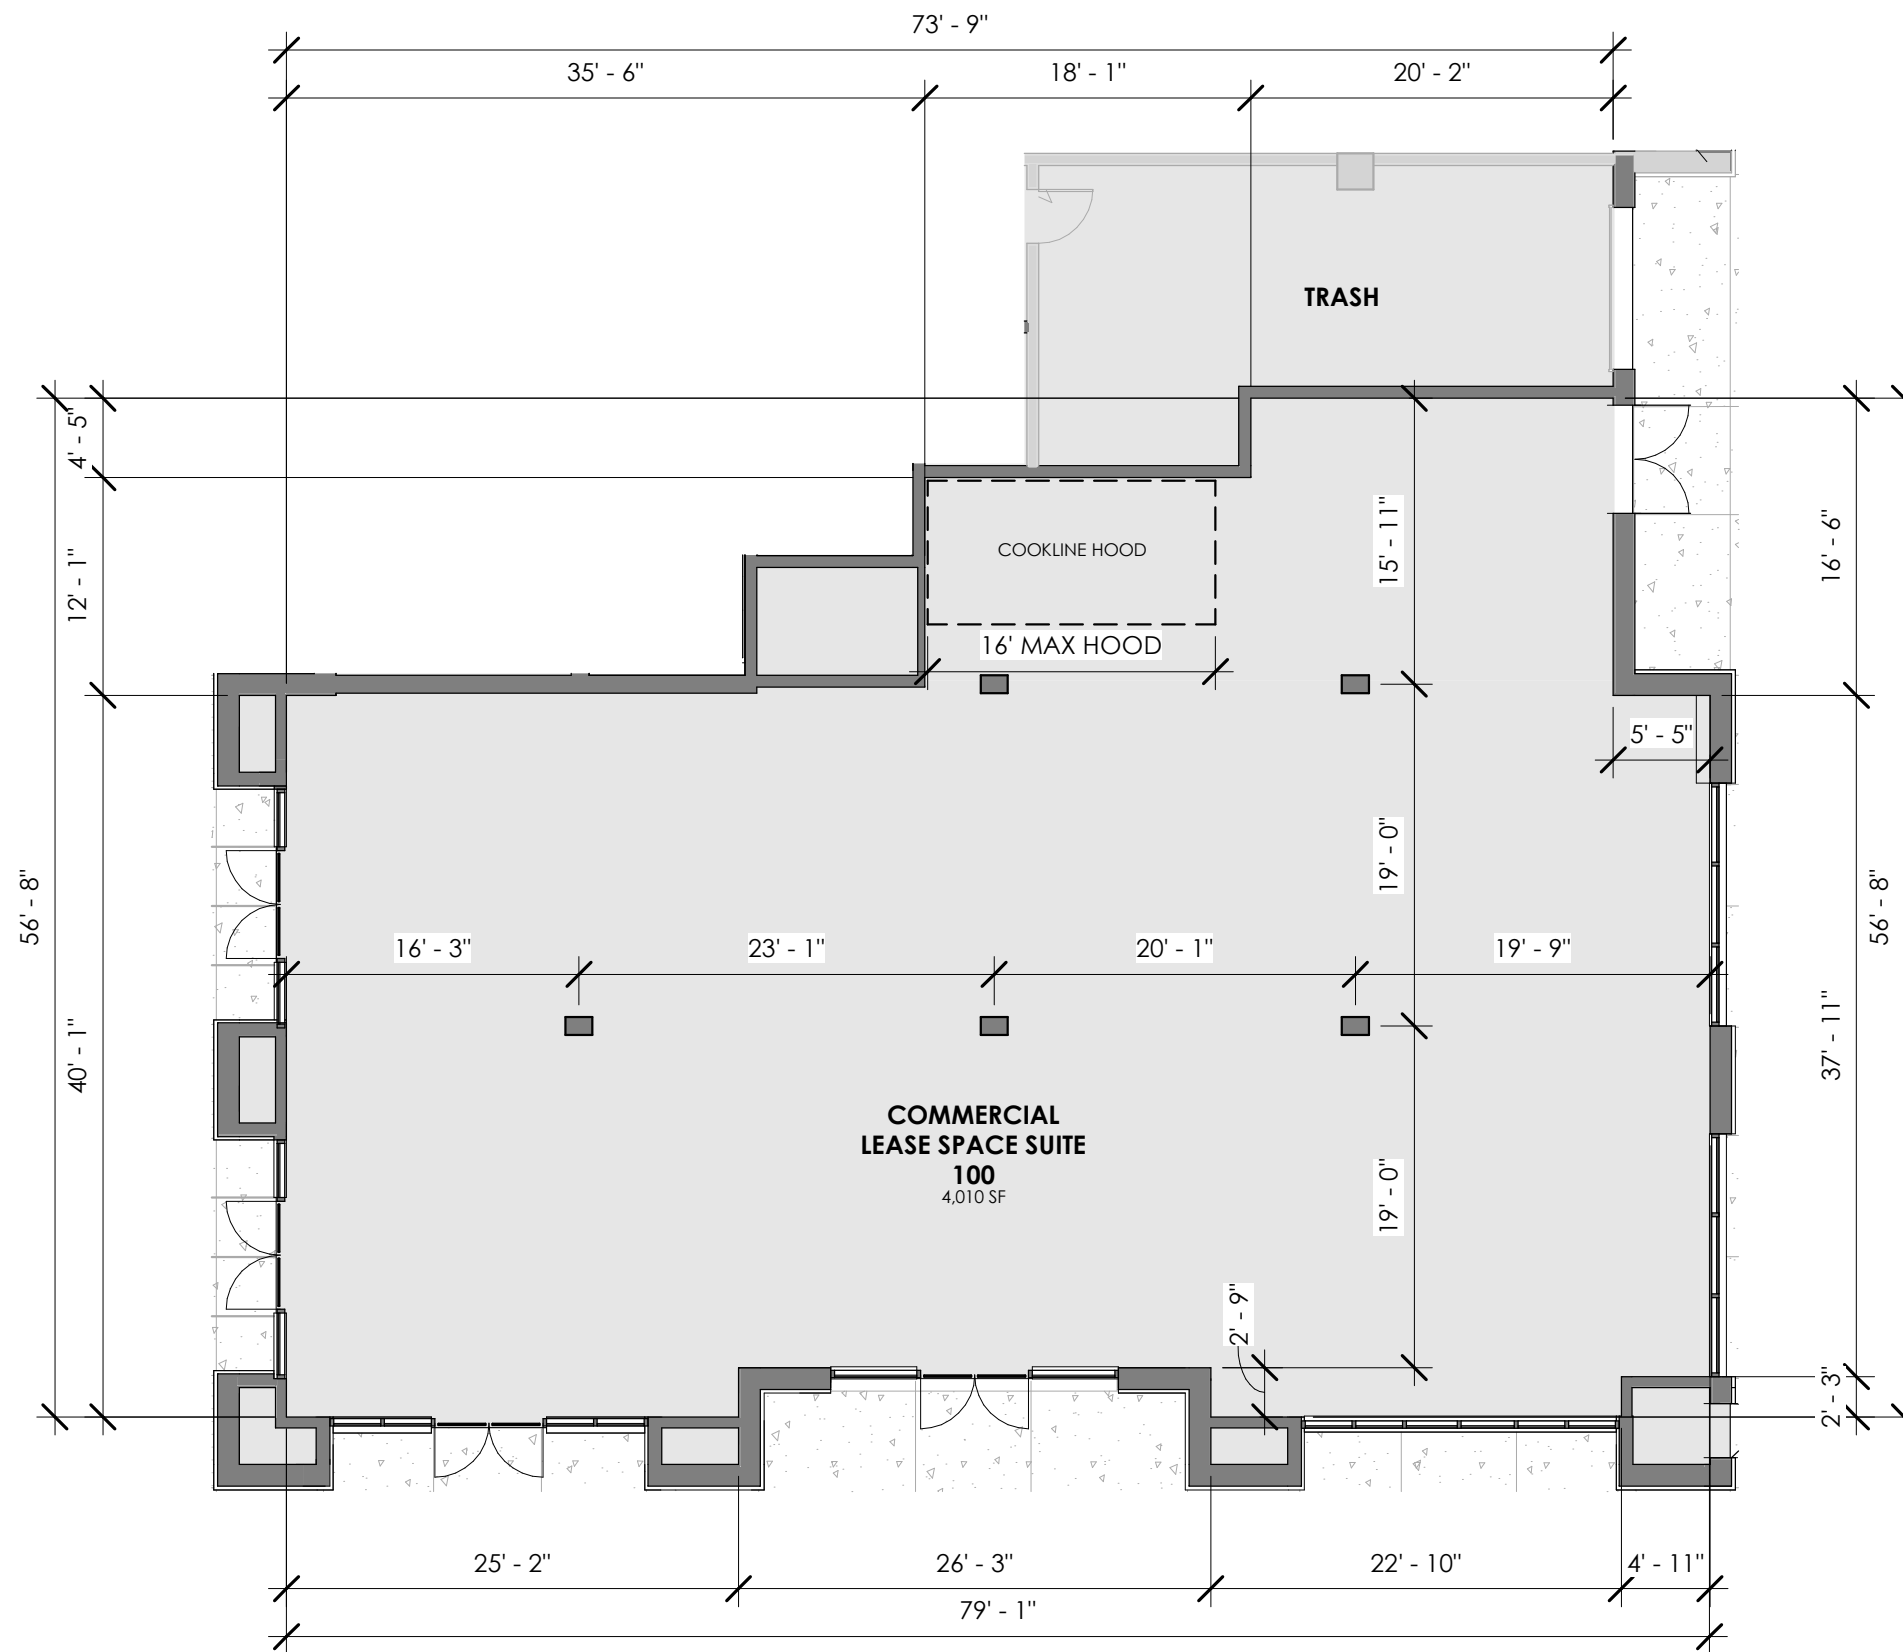 73' - 9"
35' - 6"
18' - 1"
20' - 2"
TRASH
4' - 5"
12' - 1"
COOKLINE HOOD
15' - 11"
16' - 6"
16' MAX HOOD
5' - 5"
19' - 0"
56' - 8"
56' - 8"
16' - 3"
23' - 1"
20' - 1"
19' - 9"
40' - 1"
37' - 11"
COMMERCIAL
LEASE SPACE SUITE
100
4,010 SF
19' - 0"
2' - 9"
2' - 3"
25' - 2"
26' - 3"
22' - 10"
4' - 11"
79' - 1"